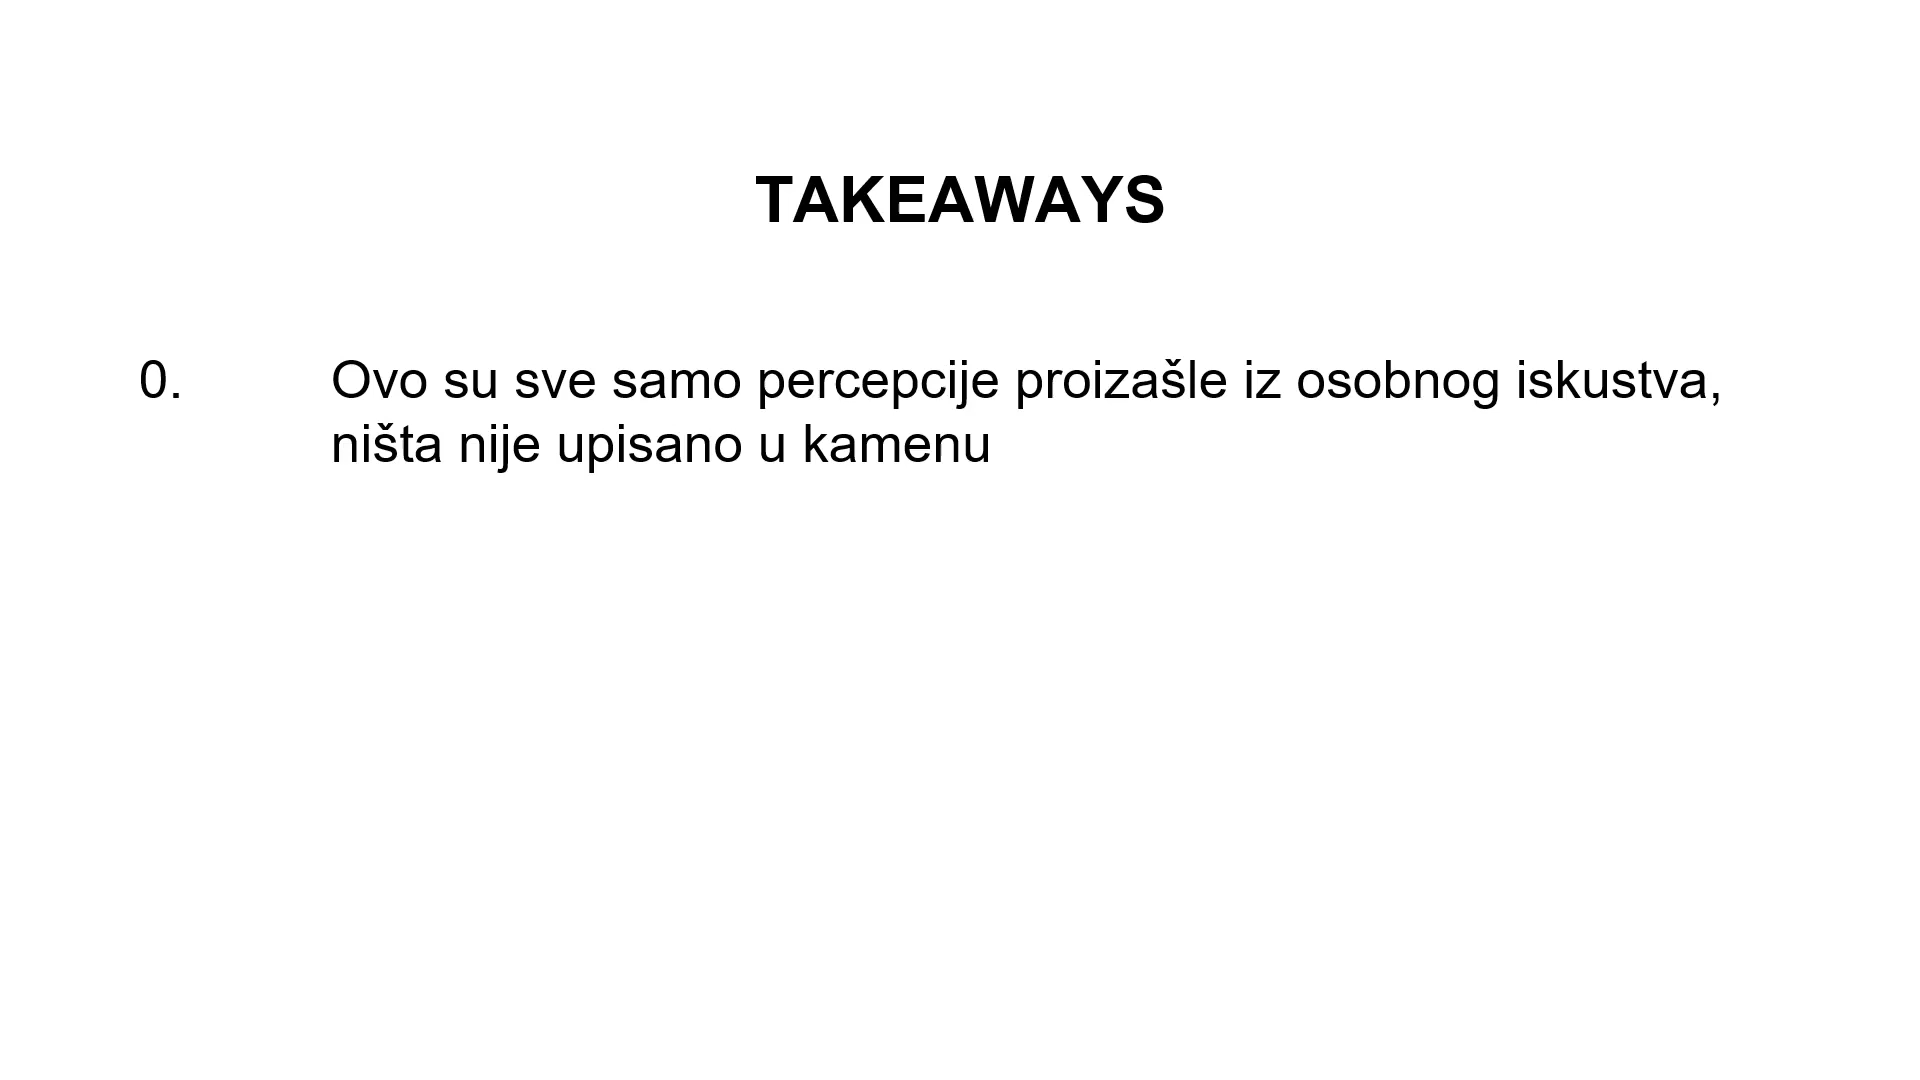 TAKEAWAYS
0. Ovo su sve samo percepcije proizašle iz osobnog iskustva,
ništa nije upisano u kamenu